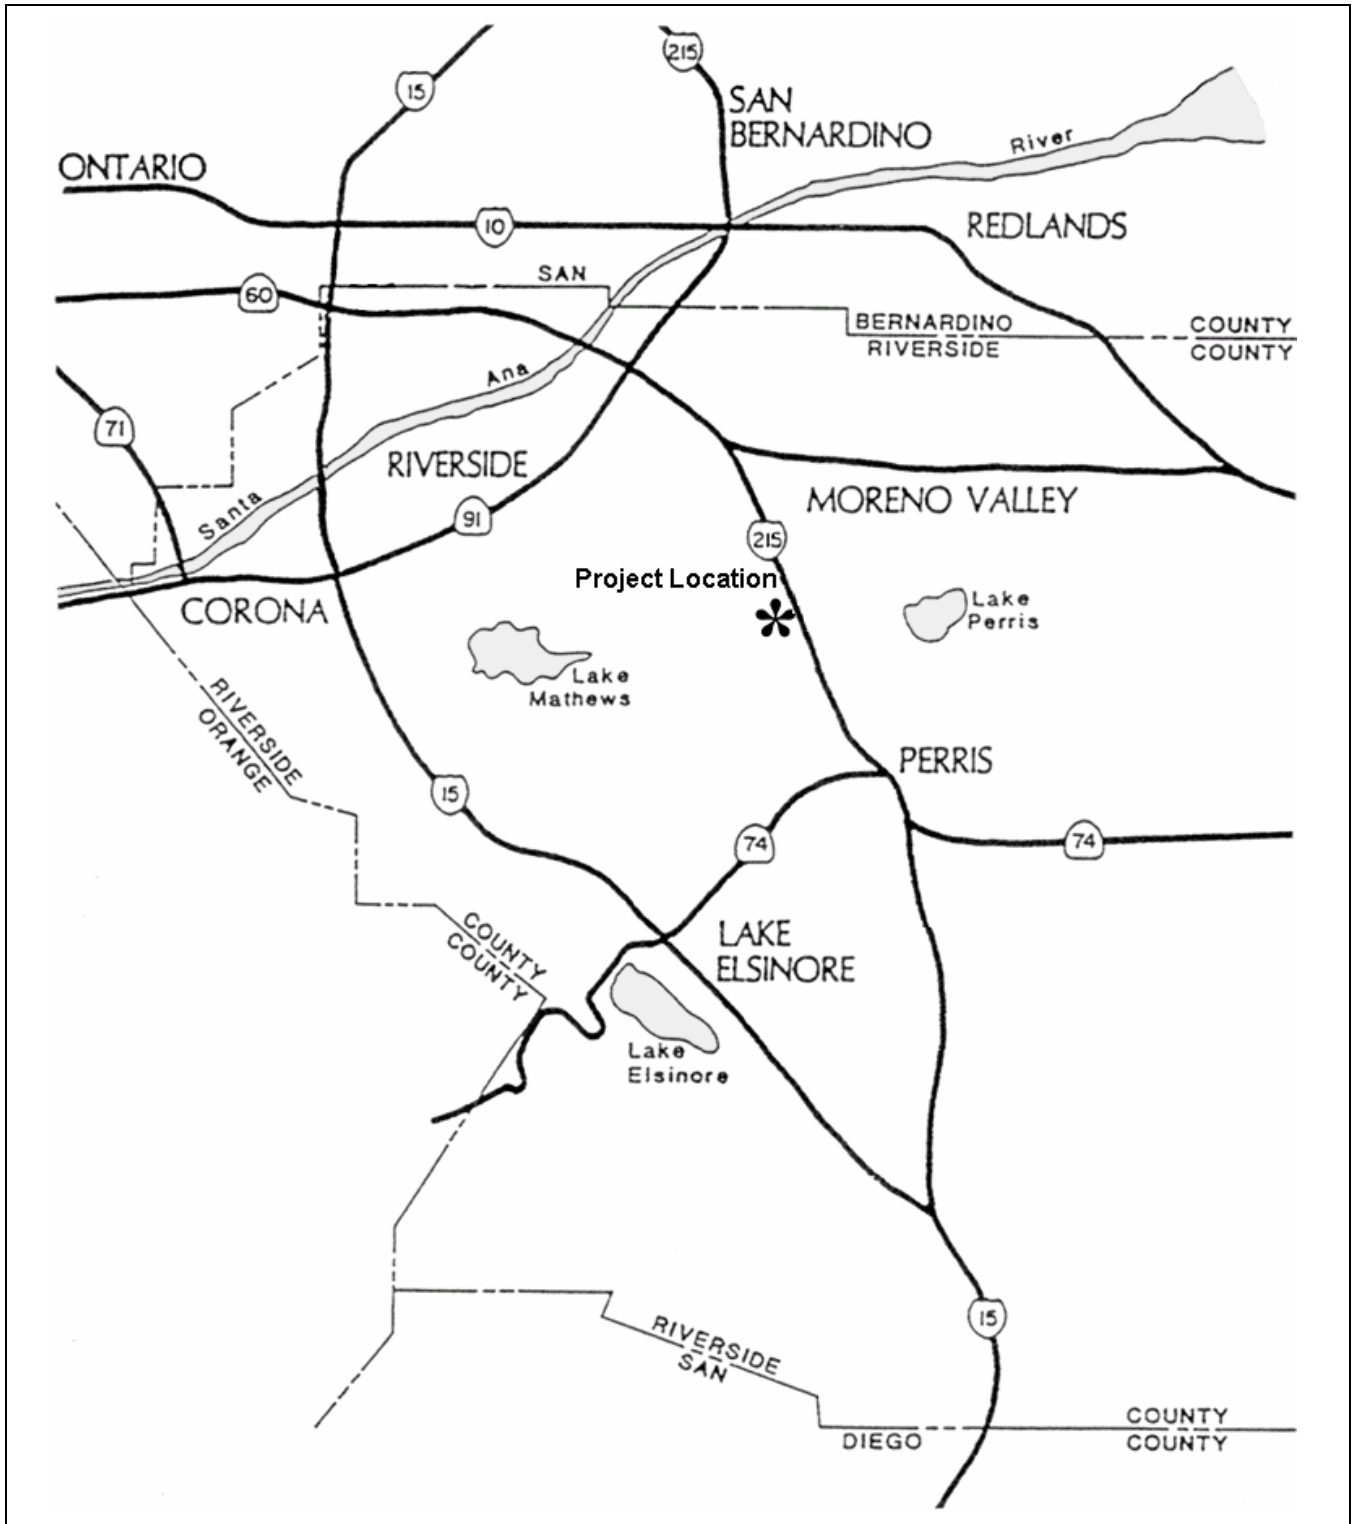 215
15
SAN
BERNARDINO
River
ONTARIO
10
REDLANDS
SAN
60
BERNARDINO
COUNTY
RIVERSIDE
COUNTY
Ana
71
RIVERSIDE
MORENO VALLEY
Santa
91
215
Project Location
*
CORONA
Lake
Perris
Lake
Mathews
RIVERSIDE
ORANGE
PERRIS
15
74
74
COUNTY
COUNTY
LAKE
ELSINORE
Lake
Elsinore
15
RIVERSIDE
SAN
COUNTY
DIEGO
COUNTY